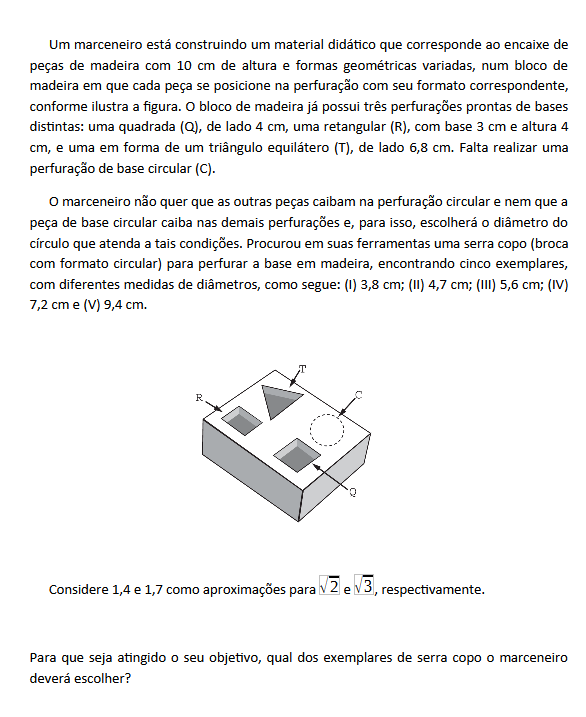 Um marceneiro está construindo um material didático que corresponde ao encaixe de
peças de madeira com 10 cm de altura e formas geométricas variadas, num bloco de
madeira em que cada peça se posicione na perfuração com seu formato correspondente,
conforme ilustra a figura. O bloco de madeira já possui três perfurações prontas de bases
distintas: uma quadrada (Q), de lado 4 cm, uma retangular (R), com base 3 cm e altura 4
cm, e uma em forma de um triângulo equilátero (T), de lado 6,8 cm. Falta realizar uma
perfuração de base circular (C).
O marceneiro não quer que as outras peças caibam na perfuração circular e nem que a
peça de base circular caiba nas demais perfurações e, para isso, escolherá o diâmetro do
círculo que atenda a tais condições. Procurou em suas ferramentas uma serra copo (broca
com formato circular) para perfurar a base em madeira, encontrando cinco exemplares,
com diferentes medidas de diâmetros, como segue: (I) 3,8 cm; (II) 4,7 cm; (III) 5,6 cm; (IV)
7,2 cm e (V) 9,4 cm.
T
R
C
Q
Considere 1,4 e 1,7 como aproximações para √2 e √3, respectivamente.
Para que seja atingido o seu objetivo, qual dos exemplares de serra copo o marceneiro
deverá escolher?